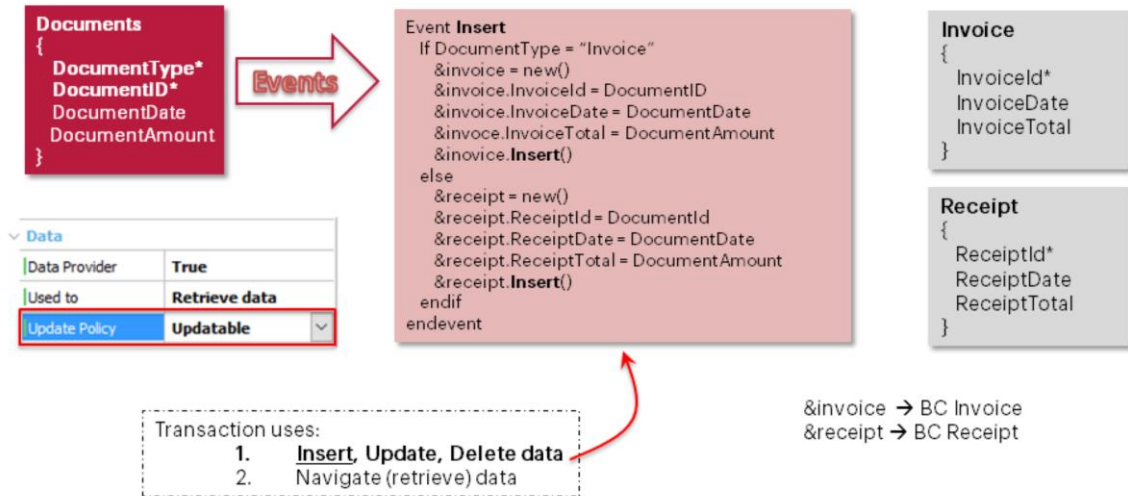 Documents
{
DocumentType*
DocumentID*
DocumentDate
DocumentAmount
}
Events
Event Insert
If DocumentType = “Invoice”
&invoice = new()
&invoice.InvoiceId = DocumentID
&invoice.InvoiceDate = DocumentDate
&invoce.InvoiceTotal = DocumentAmount
&inovice.Insert()
else
&receipt = new()
&receipt.ReceiptId = DocumentId
&receipt.ReceiptDate = DocumentDate
&receipt.ReceiptTotal = DocumentAmount
&receipt.Insert()
endif
endevent
Invoice
{
InvoiceId*
InvoiceDate
InvoiceTotal
}
Receipt
{
ReceiptId*
ReceiptDate
ReceiptTotal
}
Data
Data Provider True
Used to Retrieve data
Update Policy Updatable
Transaction uses:
1. Insert, Update, Delete data
2. Navigate (retrieve) data
&invoice → BC Invoice
&receipt → BC Receipt